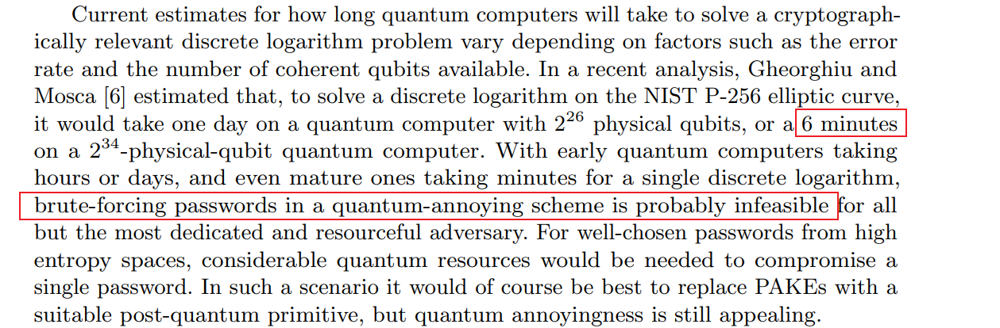 Current estimates for how long quantum computers will take to solve a cryptograph-
ically relevant discrete logarithm problem vary depending on factors such as the error
rate and the number of coherent qubits available. In a recent analysis, Gheorghiu and
Mosca [6] estimated that, to solve a discrete logarithm on the NIST P-256 elliptic curve,
it would take one day on a quantum computer with 2²⁶ physical qubits, or a 6 minutes
on a 2³⁴-physical-qubit quantum computer. With early quantum computers taking
hours or days, and even mature ones taking minutes for a single discrete logarithm,
brute-forcing passwords in a quantum-annoying scheme is probably infeasible for all
but the most dedicated and resourceful adversary. For well-chosen passwords from high
entropy spaces, considerable quantum resources would be needed to compromise a
single password. In such a scenario it would of course be best to replace PAKEs with a
suitable post-quantum primitive, but quantum annoyingness is still appealing.